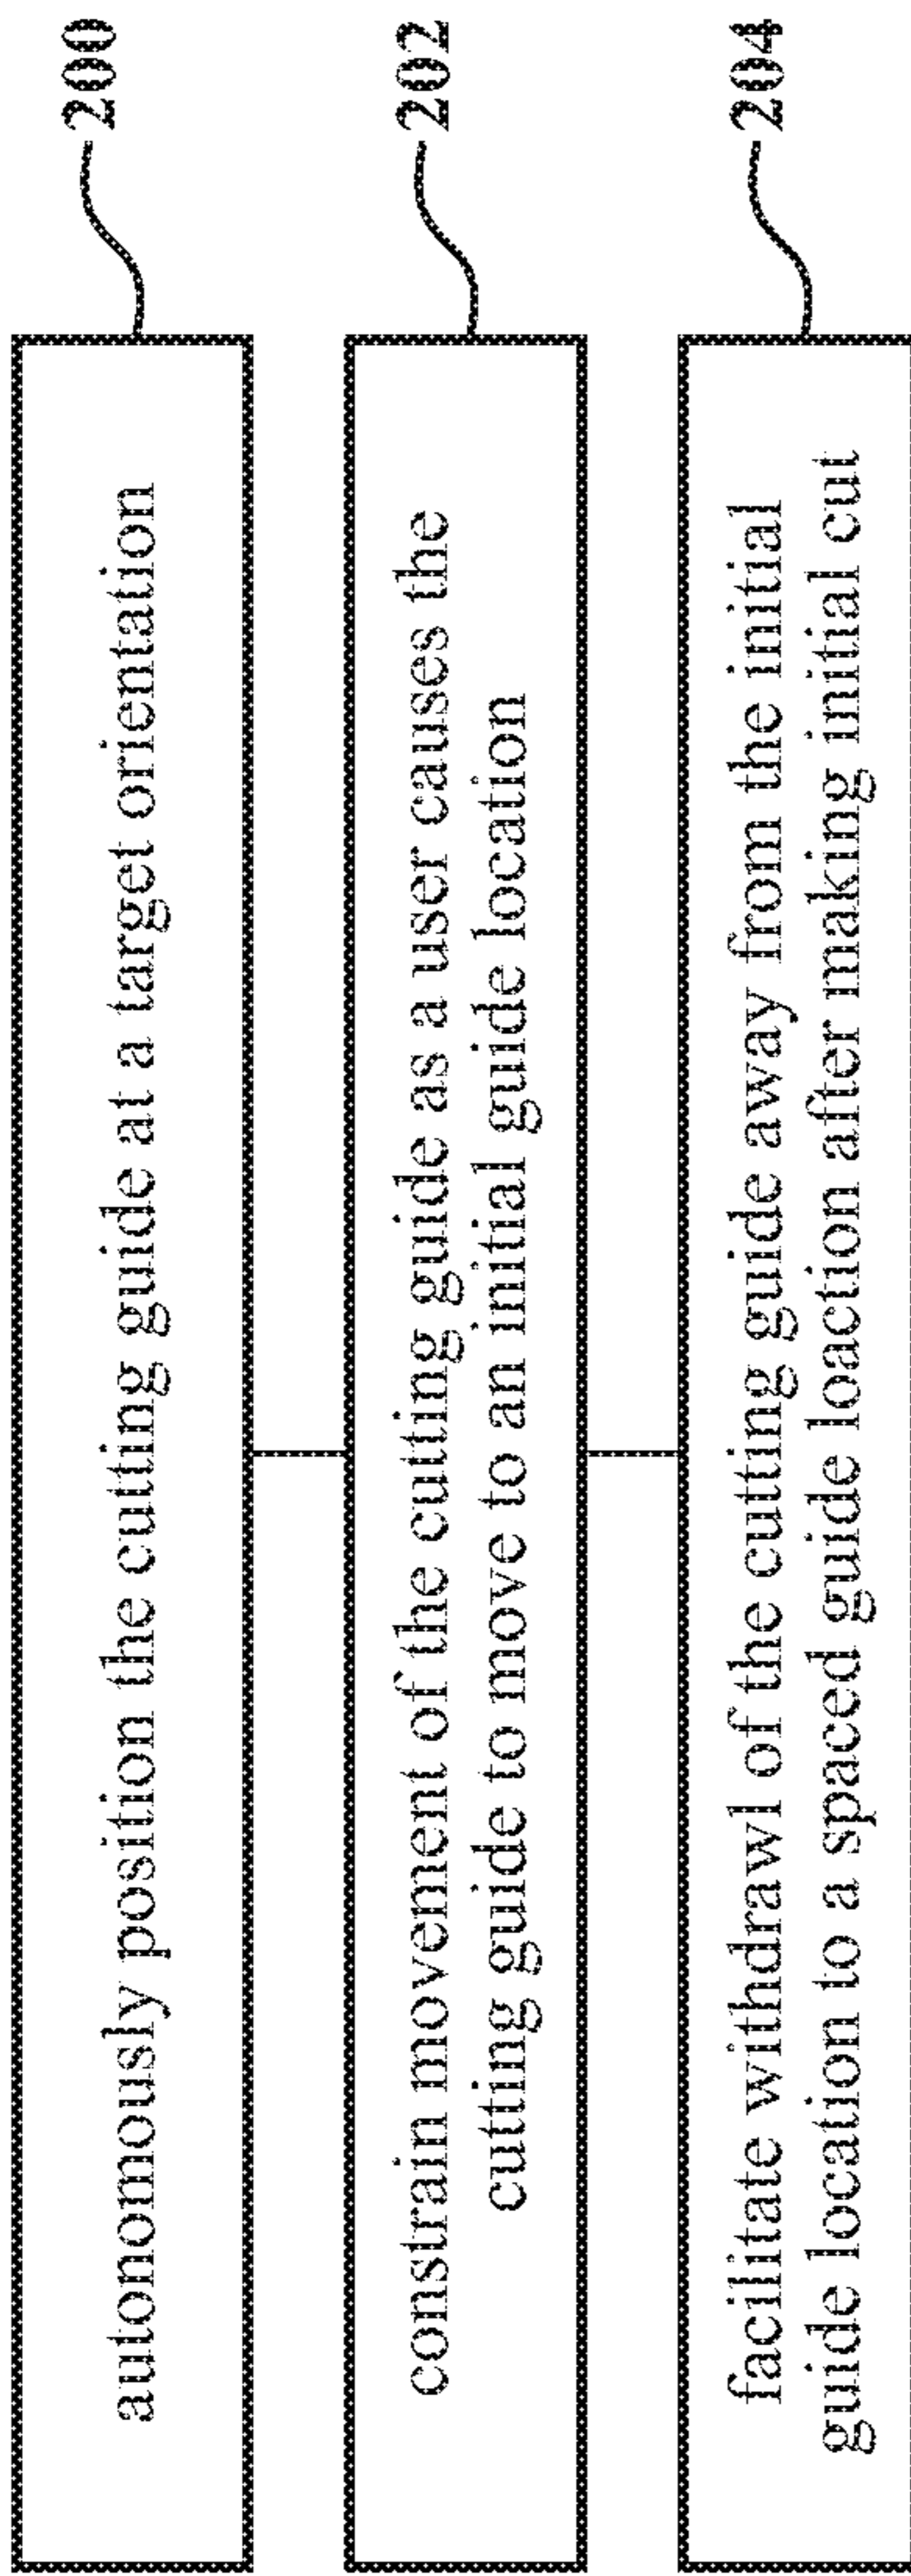 200
autonomously position the cutting guide at a target orientation
202
constrain movement of the cutting guide as a user causes the
cutting guide to move to an initial guide location
204
facilitate withdrawl of the cutting guide away from the initial
guide location to a spaced guide loaction after making initial cut